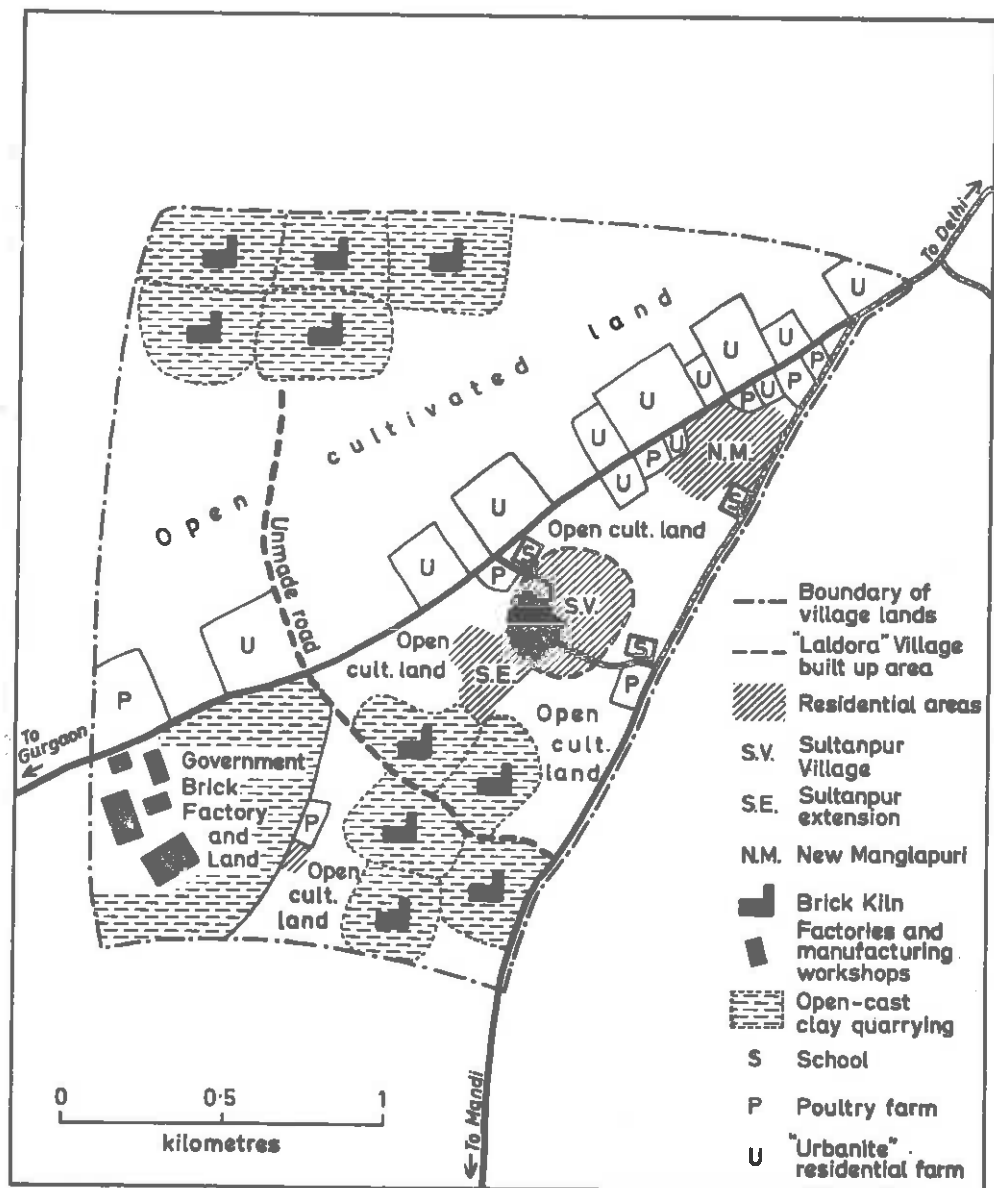 To Delhi
U
Open cultivated land
U
U
U
P
U
P
U
P
U
U
U
P
U
N.M.
U
Open cult. land
S
P
S.V.
U
Unmade road
U
Open
cult. land
S.E.
S
P
Open
cult.
land
P
To
Gurgaon
Government
Brick
Factory
and
Land
P
Open
cult.
land
To Mandi
0 0·5 1
kilometres
Boundary of
village lands
"Laldora" Village
built up area
Residential areas
S.V. Sultanpur
Village
S.E. Sultanpur
extension
N.M. New Manglapuri
Brick Kiln
Factories and
manufacturing
workshops
Open-cast
clay quarrying
S School
P Poultry farm
U "Urbanite"
residential farm